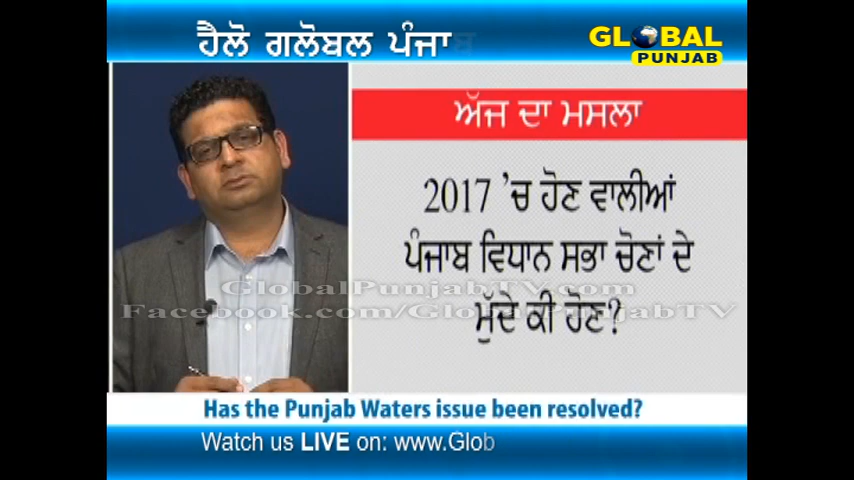 ਹੈਲੋ ਗਲੋਬਲ ਪੰਜਾਬ
GLOBAL
PUNJAB
ਅੱਜ ਦਾ ਮਸਲਾ
2017 ’ਚ ਹੋਣ ਵਾਲੀਆਂ
ਪੰਜਾਬ ਵਿਧਾਨ ਸਭਾ ਚੋਣਾਂ ਦੇ
ਮੁੱਦੇ ਕੀ ਹੋਣ?
GlobalPunjabTV.com
Facebook.com/GlobalPunjabTV
Has the Punjab Waters issue been resolved?
Watch us LIVE on: www.Glob